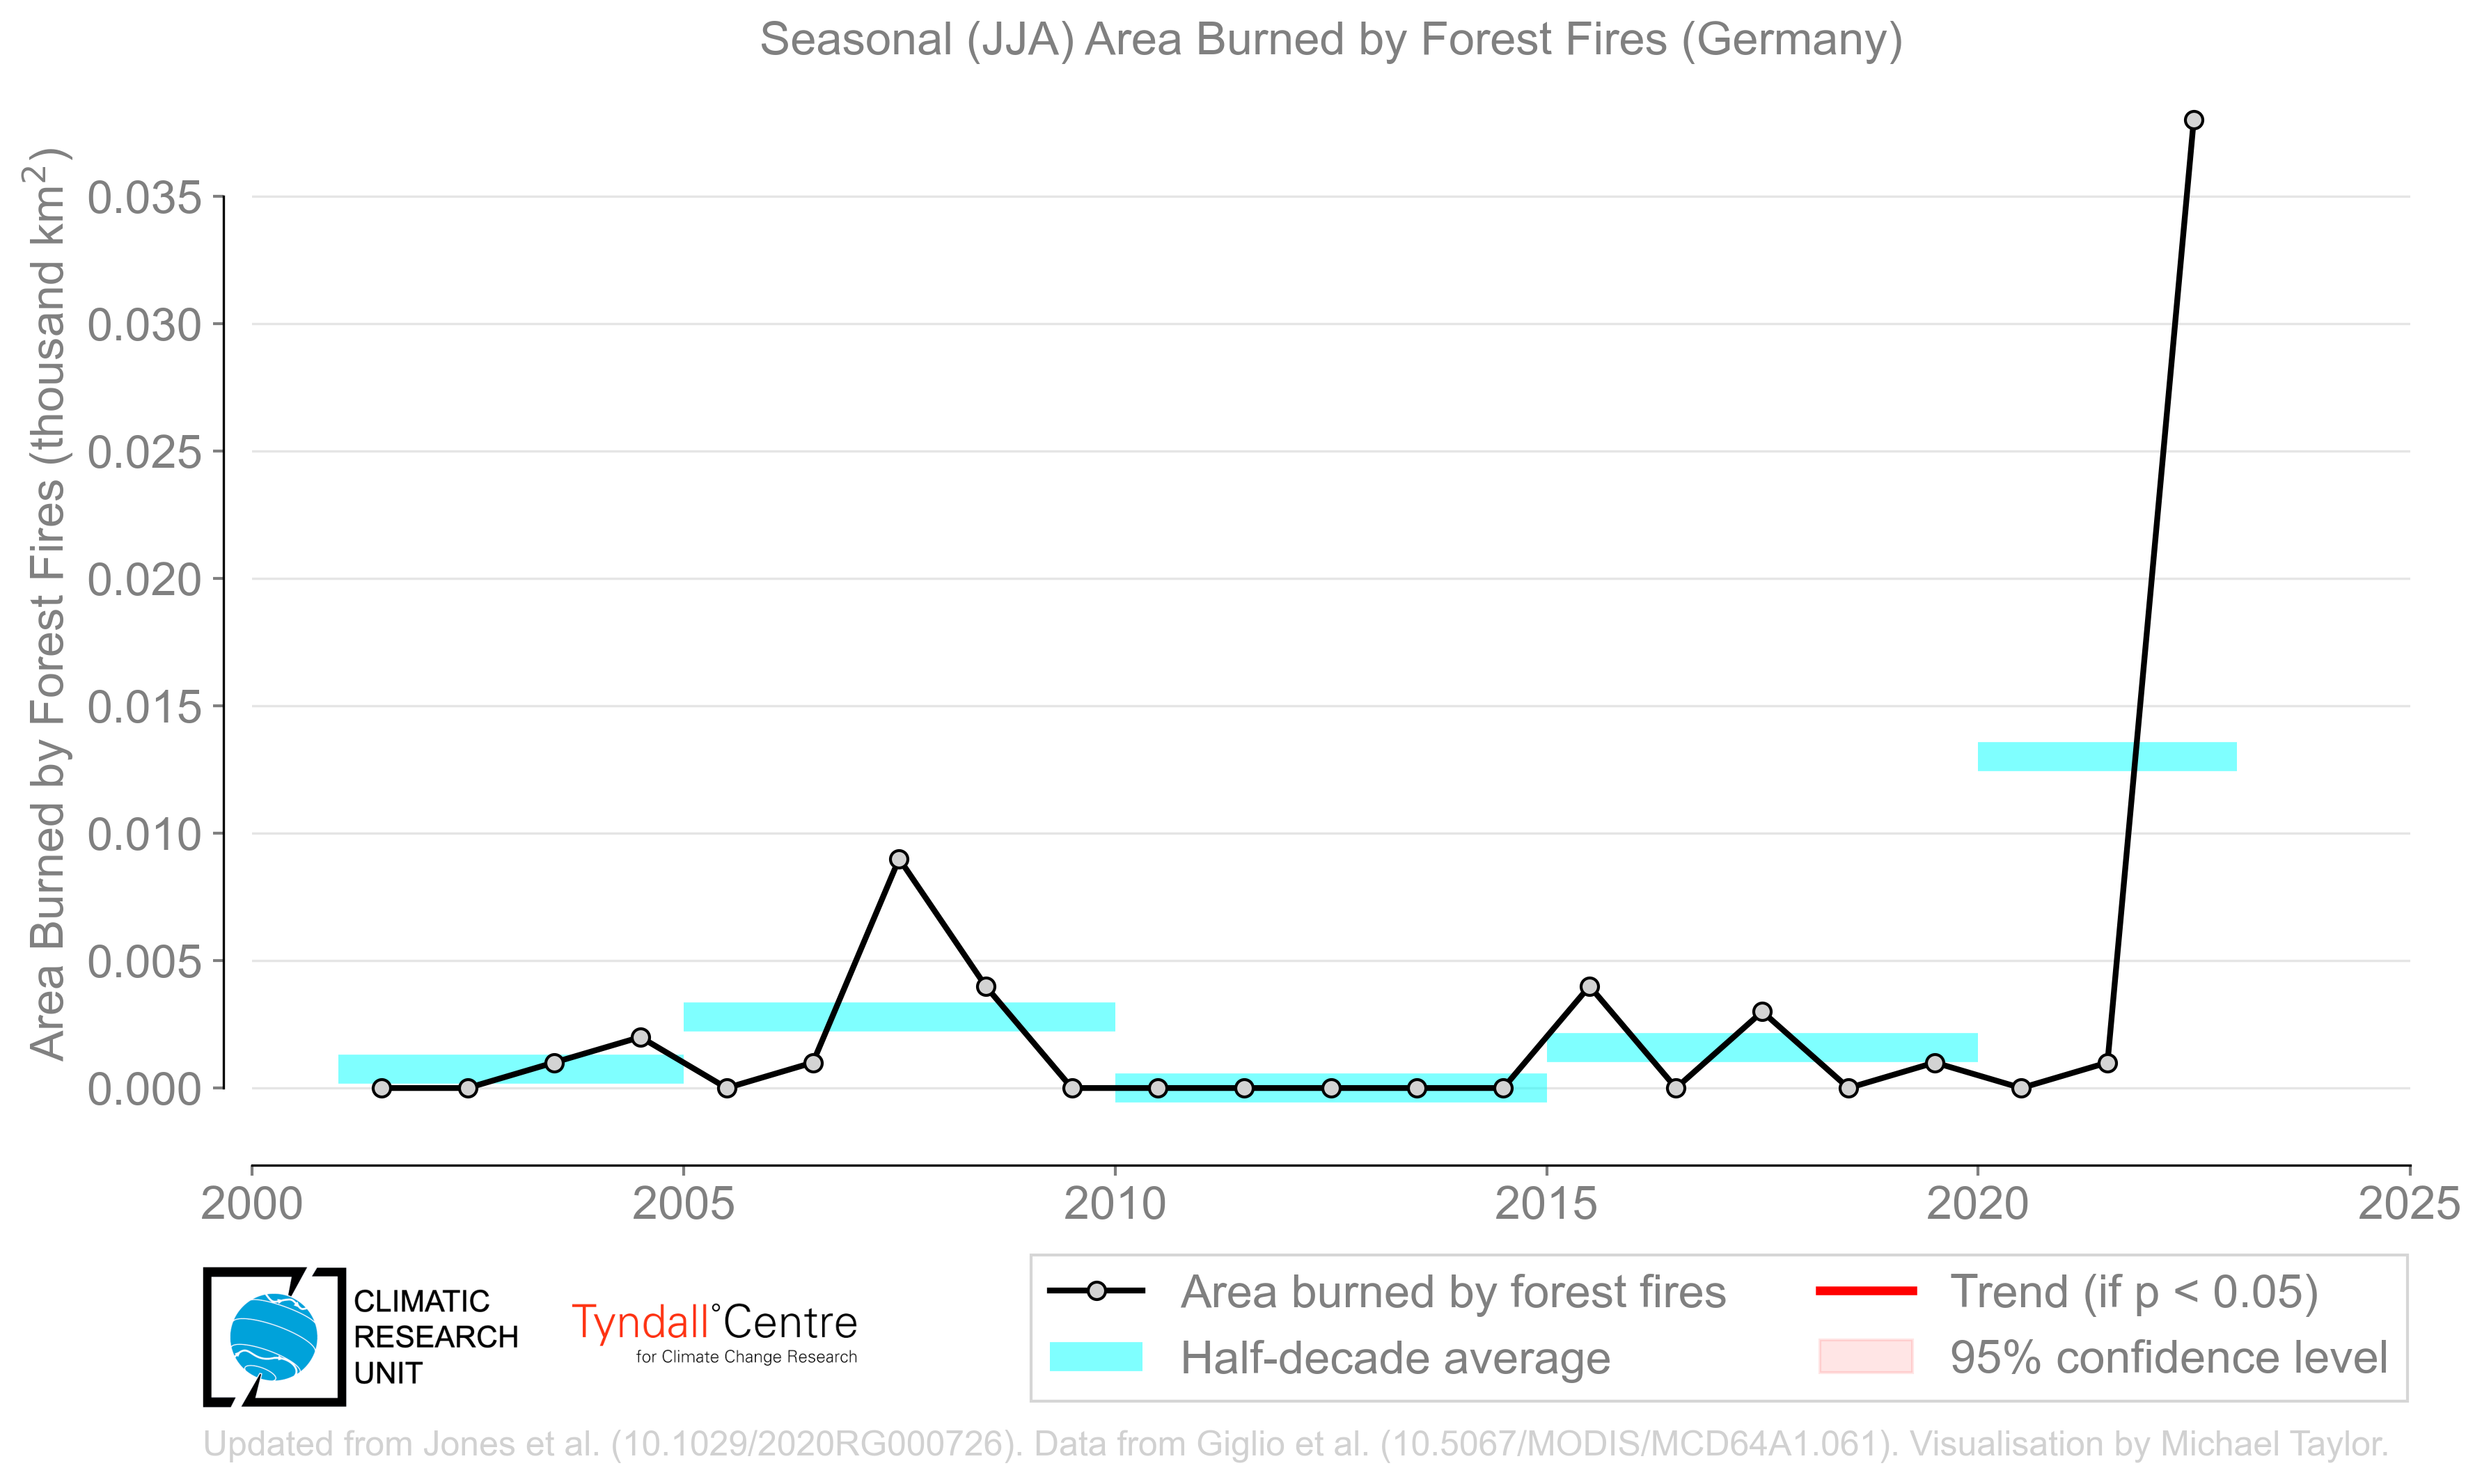 Seasonal (JJA) Area Burned by Forest Fires (Germany)
Area Burned by Forest Fires (thousand km²)
0.035
0.030
0.025
0.020
0.015
0.010
0.005
0.000
2000 2005 2010 2015 2020 2025
CLIMATIC
RESEARCH
UNIT
Tyndall°Centre
for Climate Change Research
Area burned by forest fires
Half-decade average
Trend (if p < 0.05)
95% confidence level
Updated from Jones et al. (10.1029/2020RG000726). Data from Giglio et al. (10.5067/MODIS/MCD64A1.061). Visualisation by Michael Taylor.